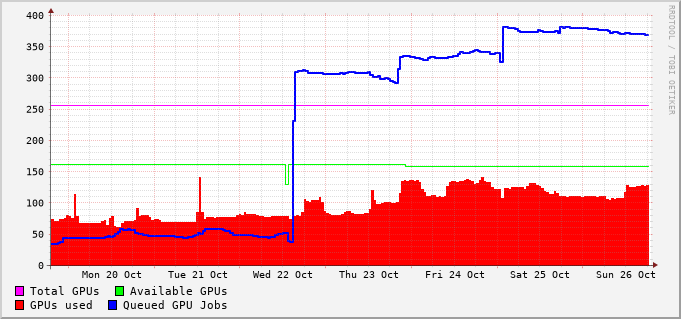 400
350
300
250
200
150
100
50
0
Mon 20 Oct Tue 21 Oct Wed 22 Oct Thu 23 Oct Fri 24 Oct Sat 25 Oct Sun 26 Oct
Total GPUs Available GPUs
GPUs used Queued GPU Jobs
RRDTOOL / TOBI OETIKER